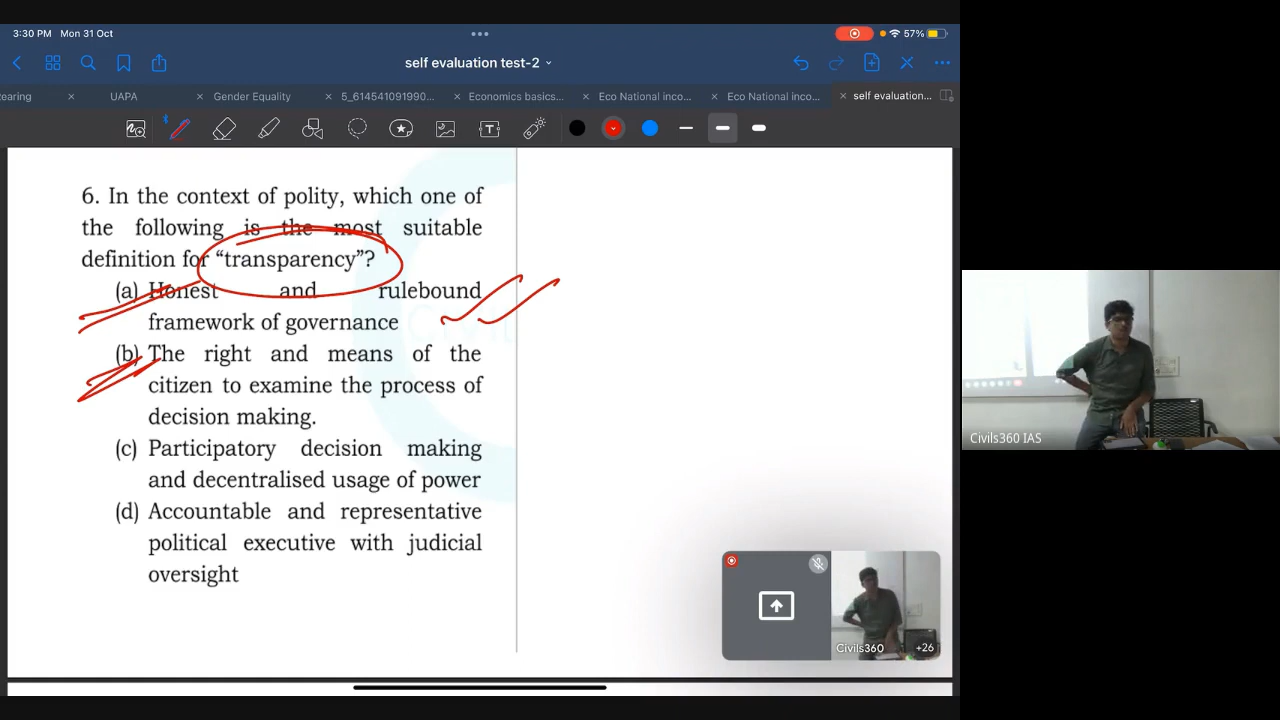 3:30 PM Mon 31 Oct
57%
self evaluation test-2
earing
UAPA
Gender Equality
5_614541091990...
Economics basics...
Eco National inco...
Eco National inco...
self evaluation...
6. In the context of polity, which one of
the following is the most suitable
definition for “transparency”?
(a) Honest and rulebound
framework of governance
(b) The right and means of the
citizen to examine the process of
decision making.
(c) Participatory decision making
and decentralised usage of power
(d) Accountable and representative
political executive with judicial
oversight
Civils360 IAS
Civils360
+26